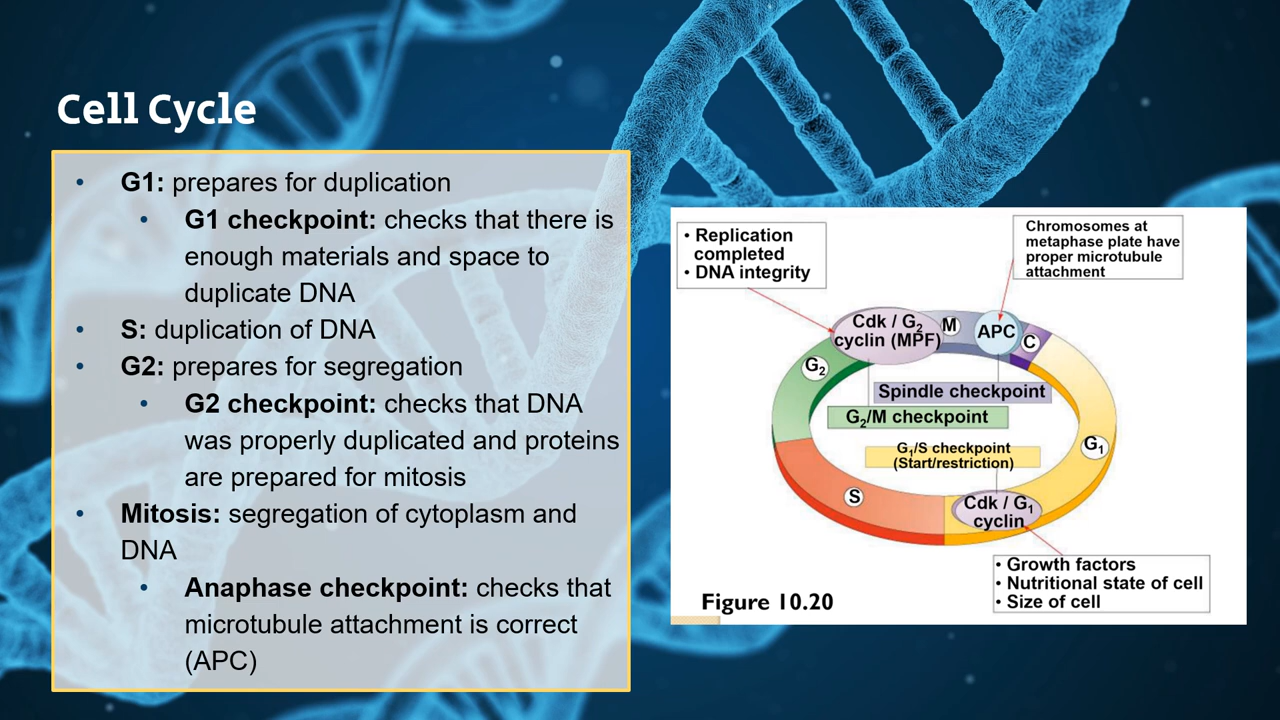 Cell Cycle
• G1: prepares for duplication
• G1 checkpoint: checks that there is
enough materials and space to
duplicate DNA
• S: duplication of DNA
• G2: prepares for segregation
• G2 checkpoint: checks that DNA
was properly duplicated and proteins
are prepared for mitosis
• Mitosis: segregation of cytoplasm and
DNA
• Anaphase checkpoint: checks that
microtubule attachment is correct
(APC)
• Replication
completed
• DNA integrity
Chromosomes at
metaphase plate have
proper microtubule
attachment
Cdk / G₂
cyclin (MPF)
M
APC
C
G₂
Spindle checkpoint
G₂/M checkpoint
G₁/S checkpoint
(Start/restriction)
G₁
S
Cdk / G₁
cyclin
• Growth factors
• Nutritional state of cell
• Size of cell
Figure 10.20